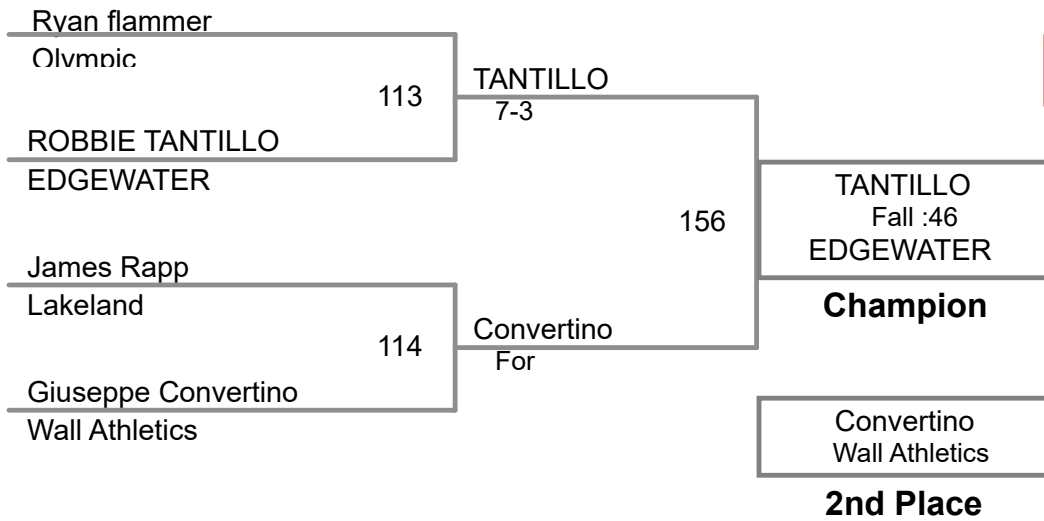 Ryan flammer
Olympic
113
ROBBIE TANTILLO
EDGEWATER
TANTILLO
7-3
James Rapp
Lakeland
114
Giuseppe Convertino
Wall Athletics
Convertino
For
156
TANTILLO
Fall :46
EDGEWATER
Champion
Convertino
Wall Athletics
2nd Place